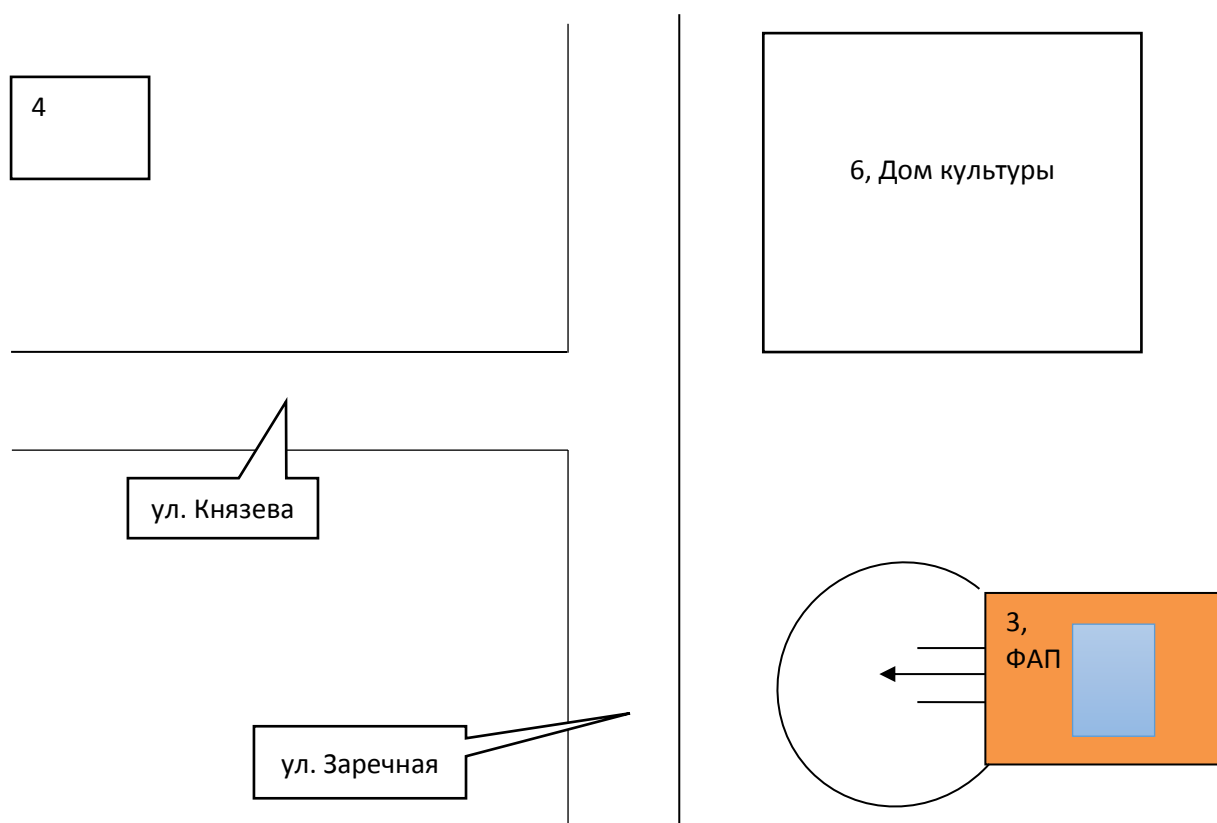 4
6, Дом культуры
ул. Князева
3,
ФАП
ул. Заречная